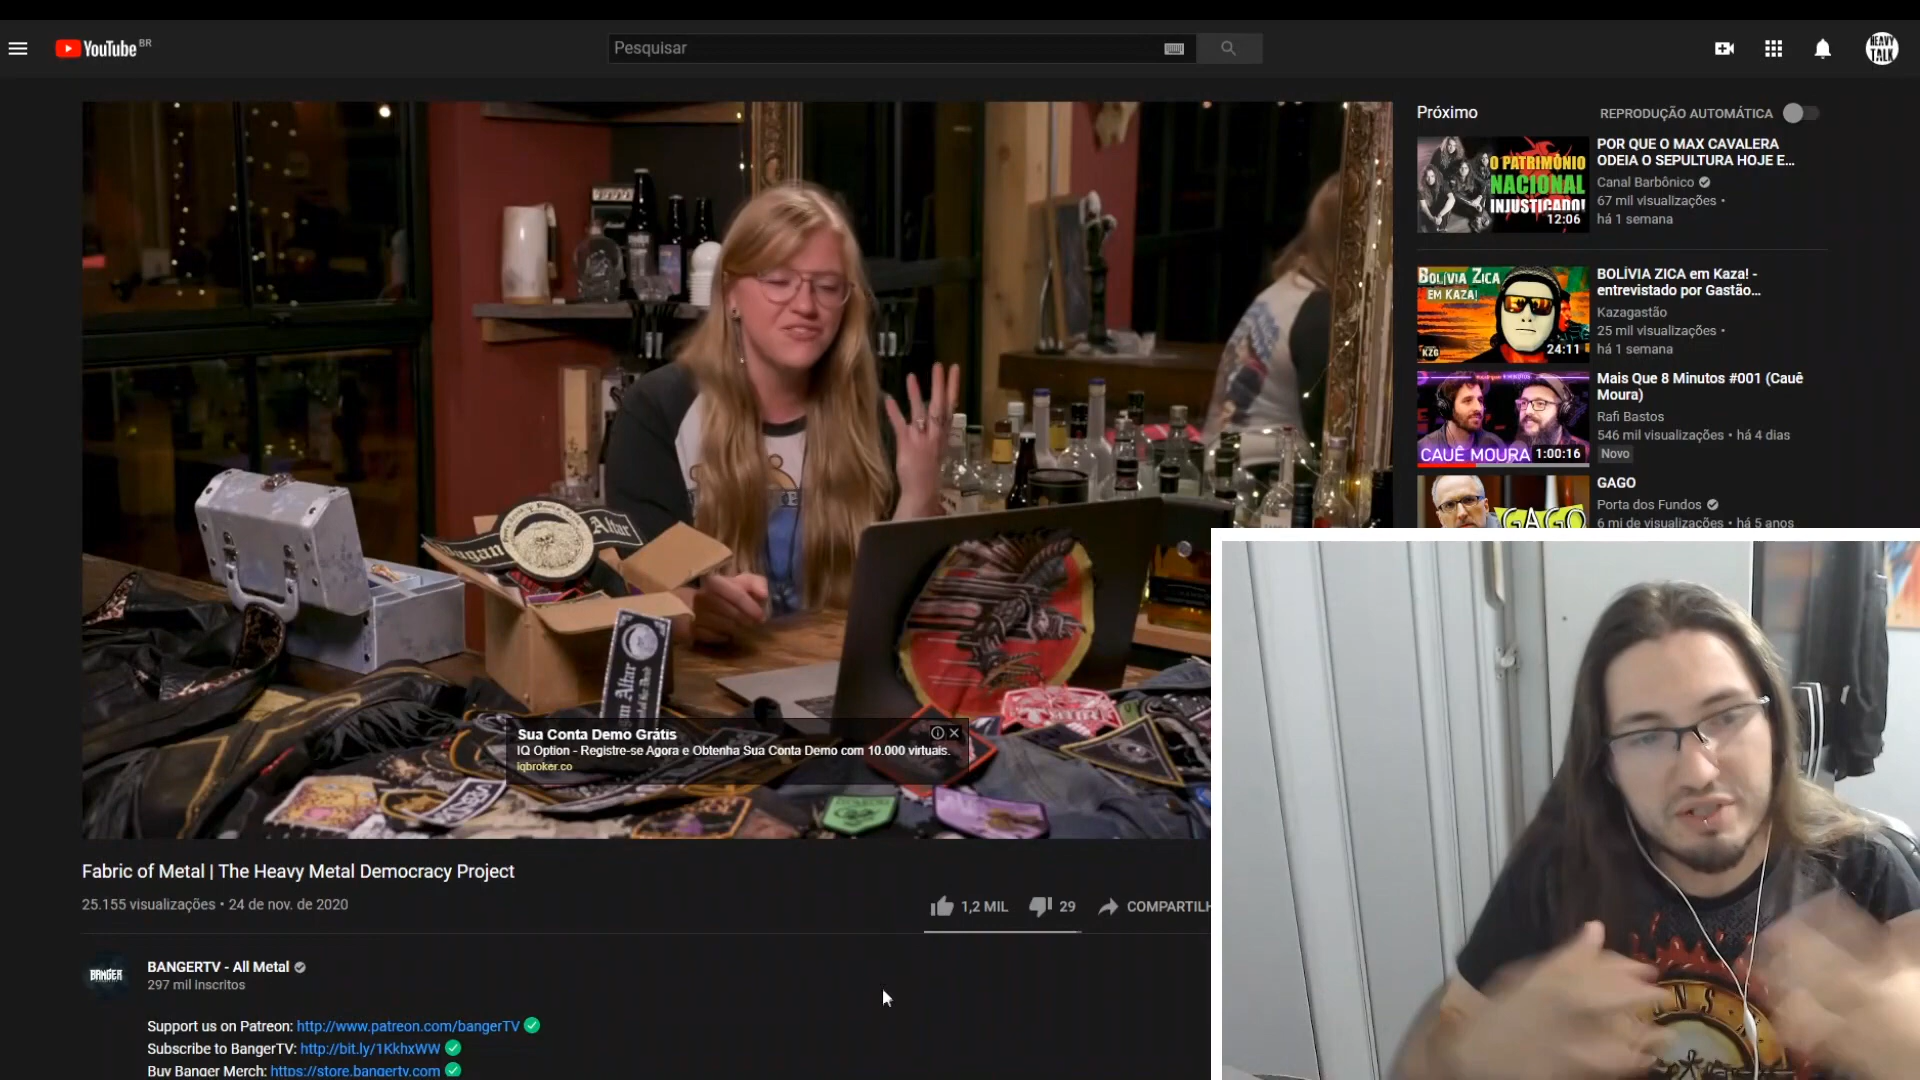 YouTube BR
Pesquisar
HEAVY
TALK
Altar
Sua Conta Demo Grátis
IQ Option - Registre-se Agora e Obtenha Sua Conta Demo com 10.000 virtuais.
iqbroker.co
Fabric of Metal | The Heavy Metal Democracy Project
25.155 visualizações • 24 de nov. de 2020
1,2 MIL
29
COMPARTILH
BANGER
BANGERTV - All Metal
297 mil inscritos
Support us on Patreon: http://www.patreon.com/bangerTV
Subscribe to BangerTV: http://bit.ly/1KkhxWW
Buy Banger Merch: https://store.bangertv.com
Próximo
REPRODUÇÃO AUTOMÁTICA
O PATRIMÔNIO
NACIONAL
INJUSTIÇADO!
12:06
POR QUE O MAX CAVALERA
ODEIA O SEPULTURA HOJE E...
Canal Barbônico
67 mil visualizações •
há 1 semana
BOLÍVIA ZICA
EM KAZA!
KZG
24:11
BOLÍVIA ZICA em Kaza! -
entrevistado por Gastão...
Kazagastão
25 mil visualizações •
há 1 semana
CAUÊ MOURA
1:00:16
Mais Que 8 Minutos #001 (Cauê
Moura)
Rafi Bastos
546 mil visualizações • há 4 dias
Novo
GAGO
GAGO
Porta dos Fundos
6 mi de visualizações • há 5 anos